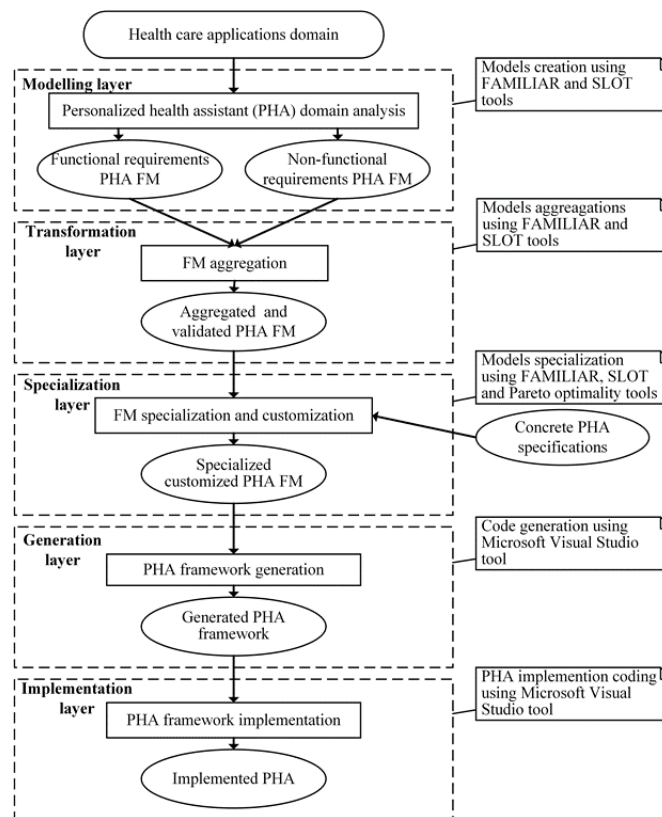 Health care applications domain
Modelling layer
Personalized health assistant (PHA) domain analysis
Functional requirements
PHA FM
Non-functional
requirements PHA FM
Models creation using
FAMILIAR and SLOT
tools
Transformation
layer
FM aggregation
Aggregated and
validated PHA FM
Models aggreagations
using FAMILIAR and
SLOT tools
Specialization
layer
FM specialization and customization
Specialized
customized PHA FM
Models specialization
using FAMILIAR, SLOT
and Pareto optimality tools
Concrete PHA
specifications
Generation
layer
PHA framework generation
Generated PHA
framework
Code generation using
Microsoft Visual Studio
tool
Implementation
layer
PHA framework implementation
Implemented PHA
PHA implemention coding
using Microsoft Visual
Studio tool